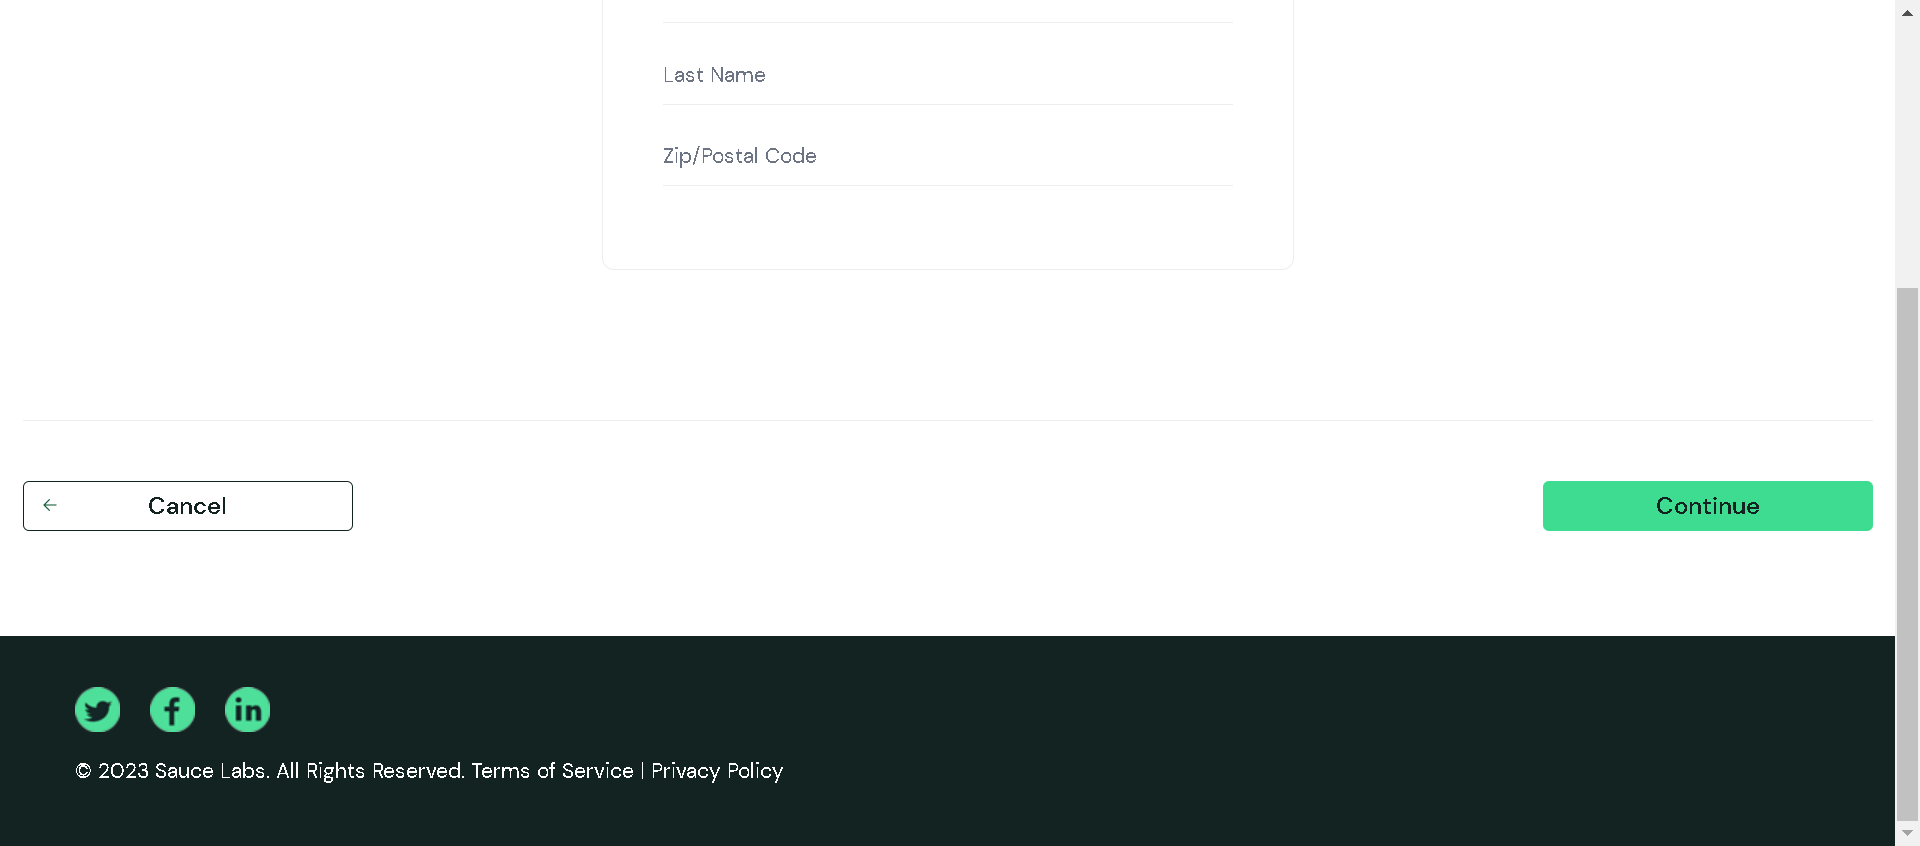 Last Name
Zip/Postal Code
Cancel
Continue
© 2023 Sauce Labs. All Rights Reserved. Terms of Service | Privacy Policy